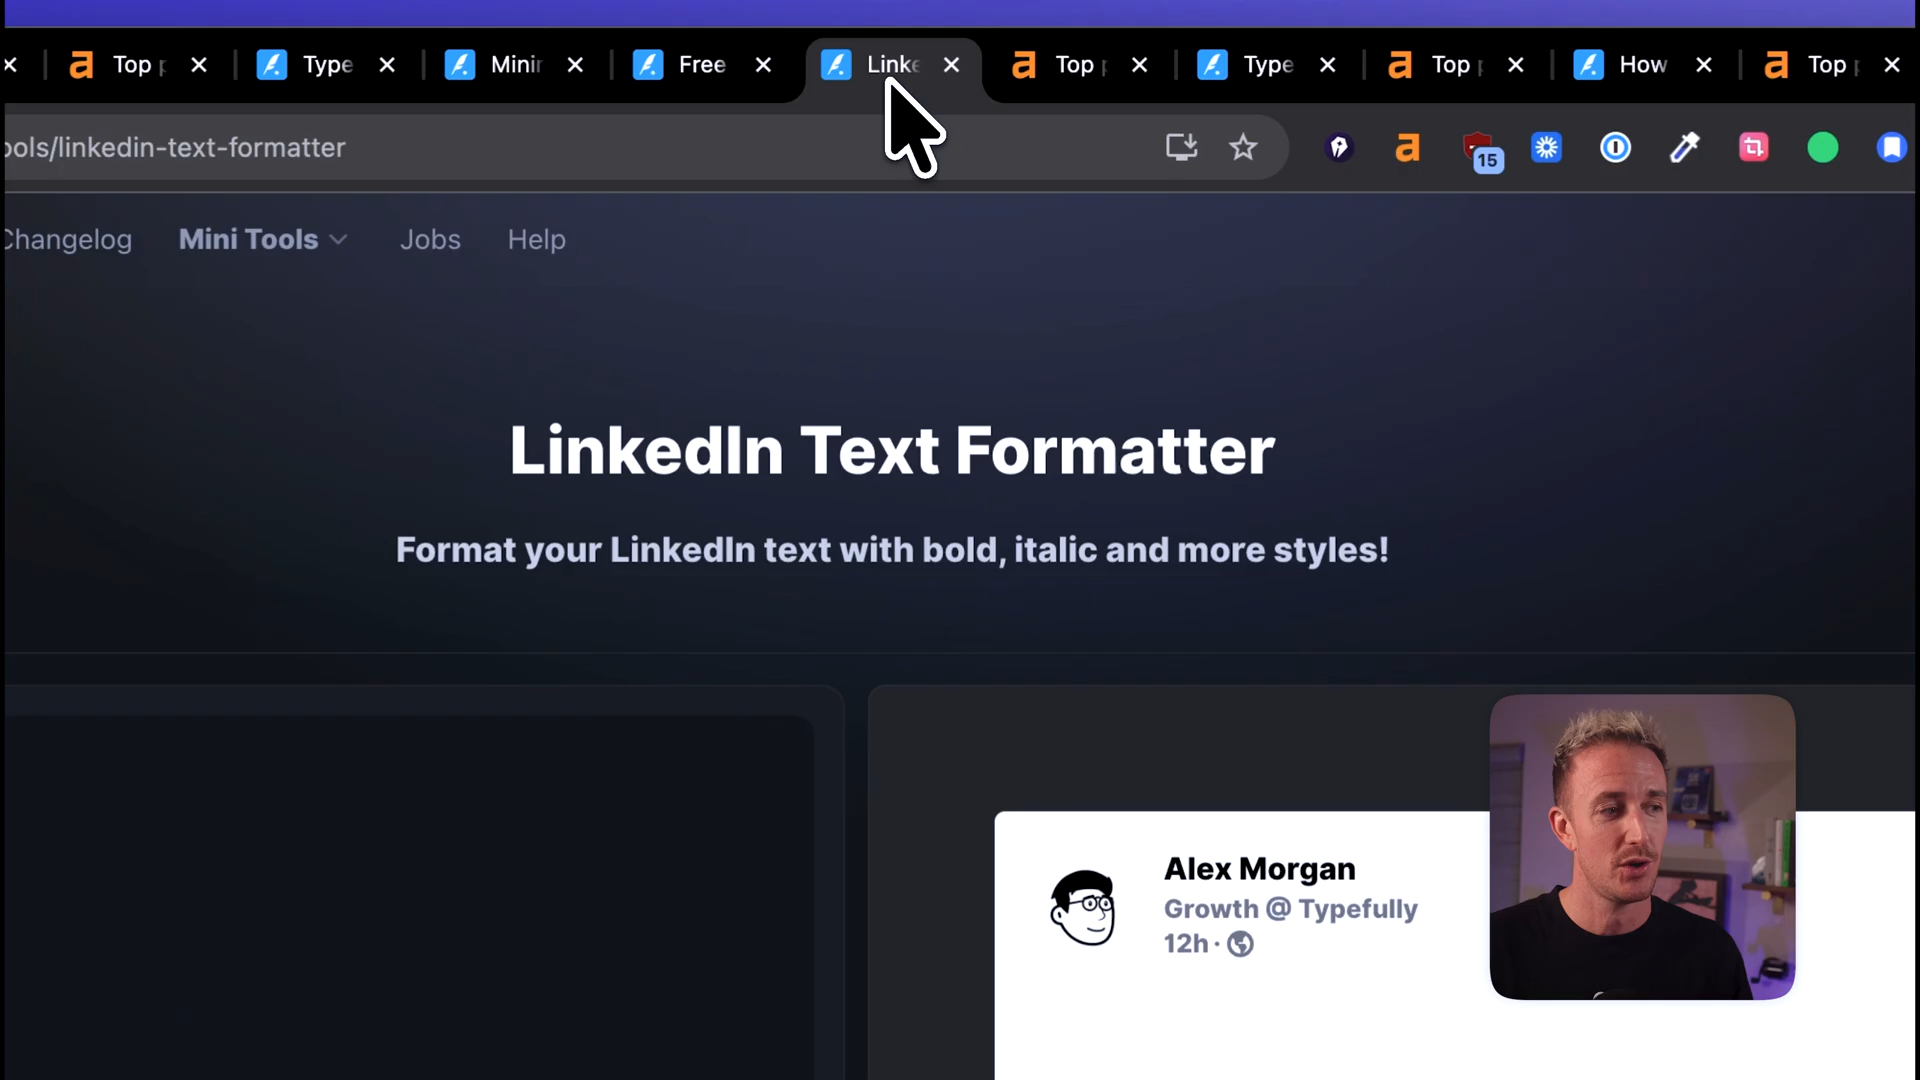 Top
Type
Mini
Free
Linke
Top
Type
Top
How
Top
ools/linkedin-text-formatter
15
Changelog
Mini Tools
Jobs
Help
LinkedIn Text Formatter
Format your LinkedIn text with bold, italic and more styles!
Alex Morgan
Growth @ Typefully
12h ·